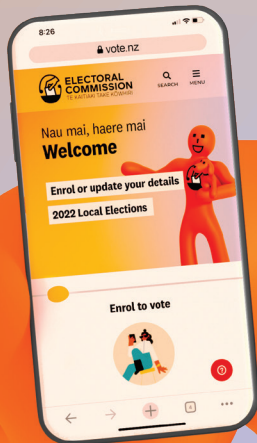 8:26
vote.nz
ELECTORAL
COMMISSION
TE KAITIAKI TAKE KŌWHIRI
SEARCH
MENU
Nau mai, haere mai
Welcome
Enrol or update your details
2022 Local Elections
Enrol to vote